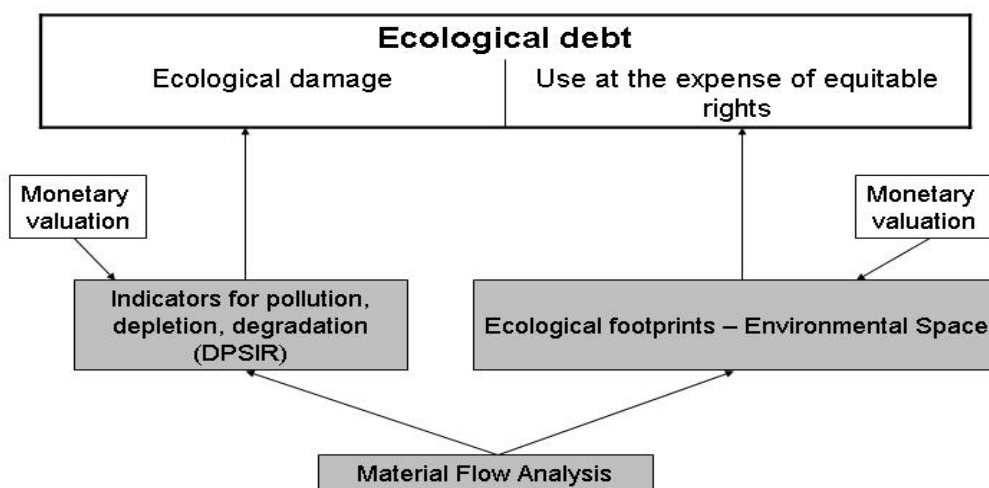 Ecological debt
Ecological damage
Use at the expense of equitable
rights
Monetary
valuation
Monetary
valuation
Indicators for pollution,
depletion, degradation
(DPSIR)
Ecological footprints – Environmental Space
Material Flow Analysis